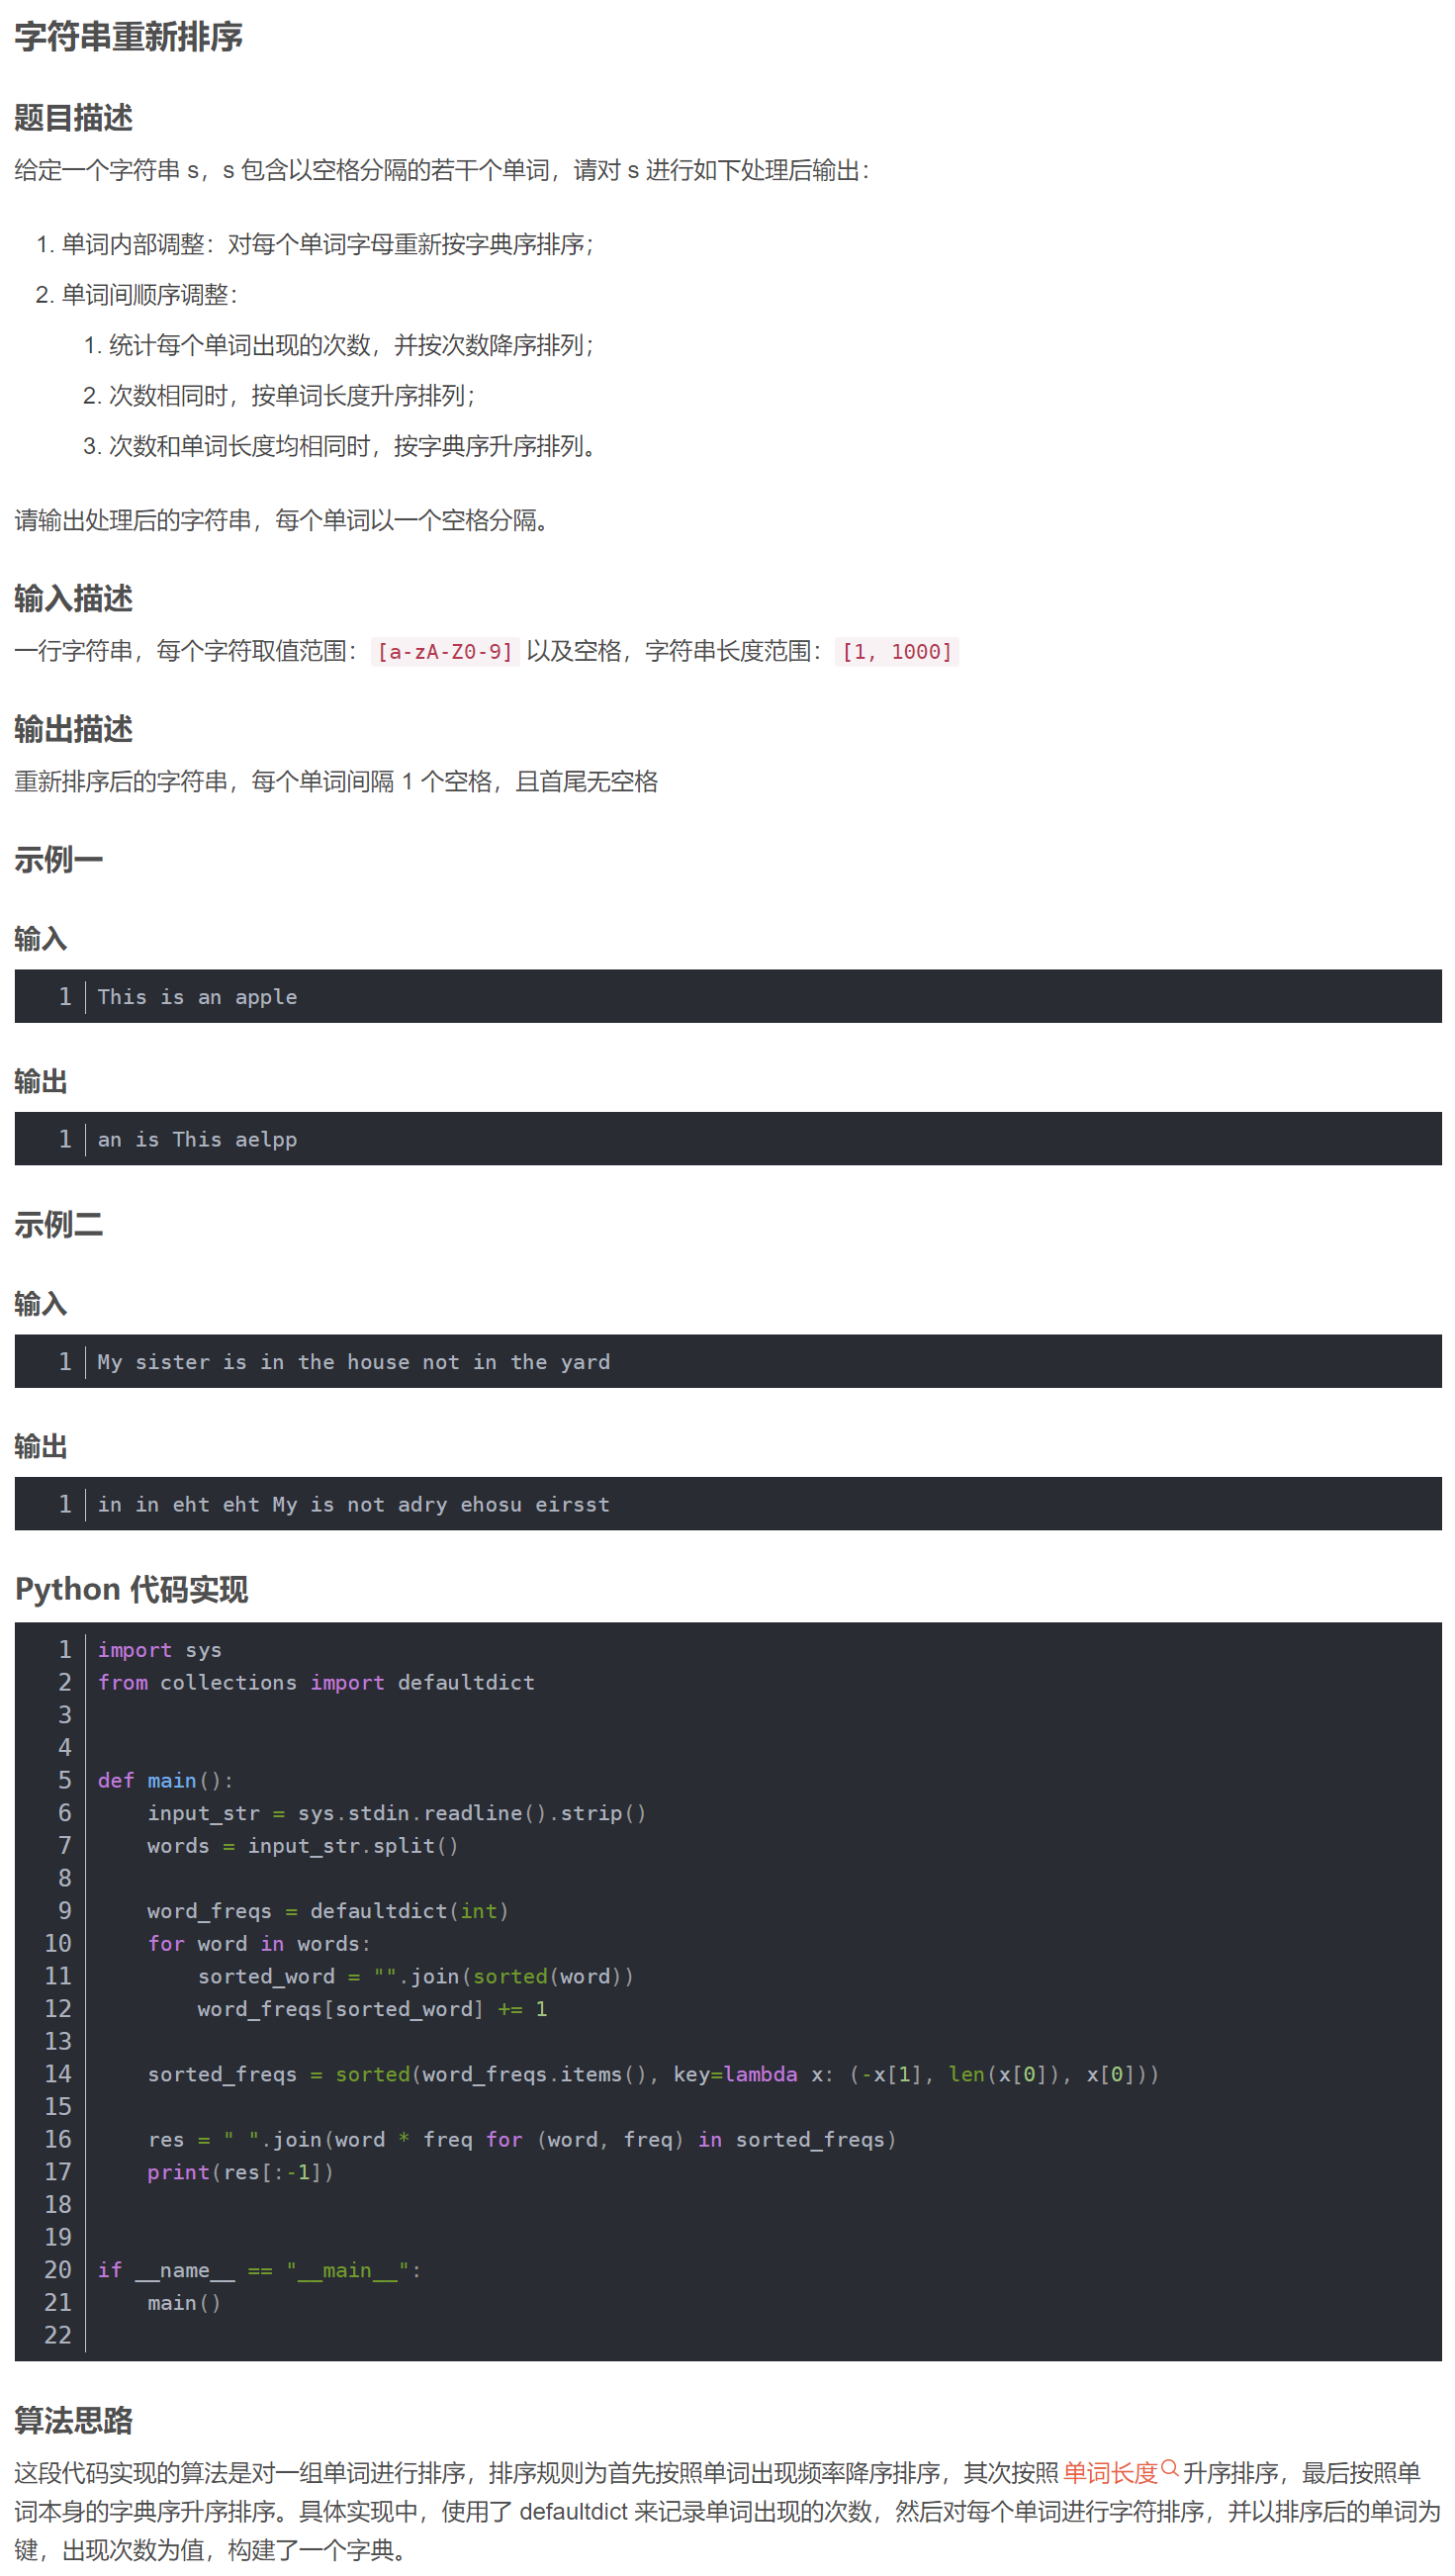 字符串重新排序
题目描述
给定一个字符串 s，s 包含以空格分隔的若干个单词，请对 s 进行如下处理后输出：
1. 单词内部调整：对每个单词字母重新按字典序排序；
2. 单词间顺序调整：
1. 统计每个单词出现的次数，并按次数降序排列；
2. 次数相同时，按单词长度升序排列；
3. 次数和单词长度均相同时，按字典序升序排列。
请输出处理后的字符串，每个单词以一个空格分隔。
输入描述
一行字符串，每个字符取值范围：[a-zA-Z0-9] 以及空格，字符串长度范围：[1, 1000]
输出描述
重新排序后的字符串，每个单词间隔 1 个空格，且首尾无空格
示例一
输入
1 This is an apple
输出
1 an is This aelpp
示例二
输入
1 My sister is in the house not in the yard
输出
1 in in eht eht My is not adry ehosu eirsst
Python 代码实现
1 import sys
2 from collections import defaultdict
3
4
5 def main():
6     input_str = sys.stdin.readline().strip()
7     words = input_str.split()
8
9     word_freqs = defaultdict(int)
10     for word in words:
11         sorted_word = "".join(sorted(word))
12         word_freqs[sorted_word] += 1
13
14     sorted_freqs = sorted(word_freqs.items(), key=lambda x: (-x[1], len(x[0]), x[0]))
15
16     res = " ".join(word * freq for (word, freq) in sorted_freqs)
17     print(res[:-1])
18
19
20 if __name__ == "__main__":
21     main()
22
算法思路
这段代码实现的算法是对一组单词进行排序，排序规则为首先按照单词出现频率降序排序，其次按照 单词长度 升序排序，最后按照单
词本身的字典序升序排序。具体实现中，使用了 defaultdict 来记录单词出现的次数，然后对每个单词进行字符排序，并以排序后的单词为
键，出现次数为值，构建了一个字典。